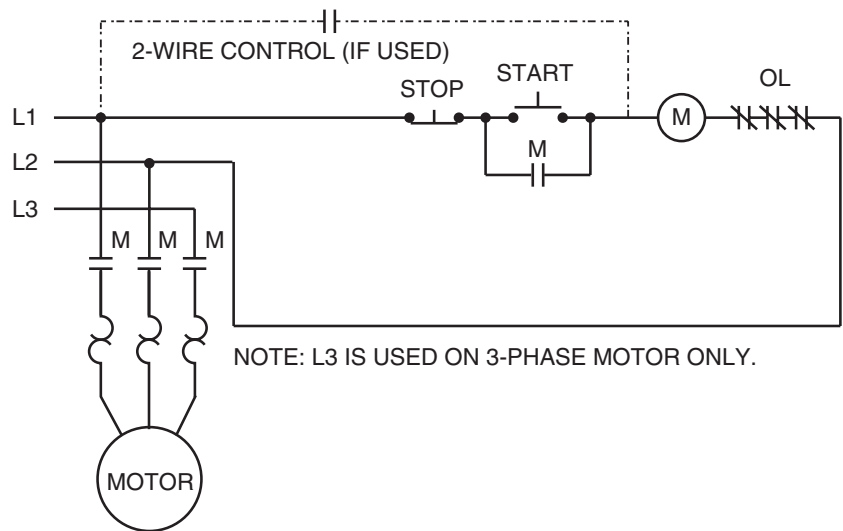 2-WIRE CONTROL (IF USED)
STOP
START
OL
L1
M
M
L2
L3
M
M
M
NOTE: L3 IS USED ON 3-PHASE MOTOR ONLY.
MOTOR